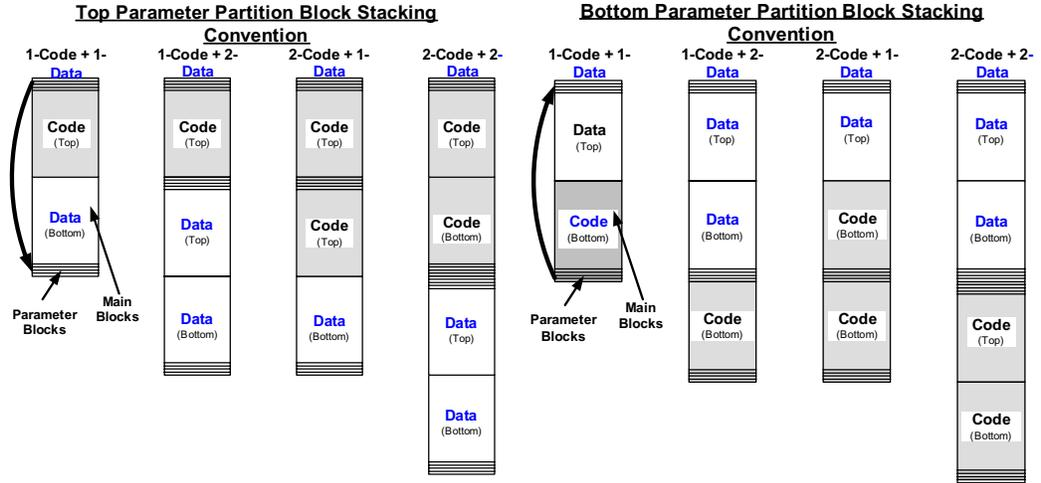 Top Parameter Partition Block Stacking
Convention
1-Code + 1-
Data
1-Code + 2-
Data
2-Code + 1-
Data
2-Code + 2-
Data
Code
(Top)
Data
(Bottom)
Parameter
Blocks
Main
Blocks
Code
(Top)
Data
(Top)
Data
(Bottom)
Code
(Top)
Code
(Top)
Data
(Bottom)
Code
(Top)
Code
(Bottom)
Data
(Top)
Data
(Bottom)
Bottom Parameter Partition Block Stacking
Convention
1-Code + 1-
Data
1-Code + 2-
Data
2-Code + 1-
Data
2-Code + 2-
Data
Data
(Top)
Code
(Bottom)
Parameter
Blocks
Main
Blocks
Data
(Top)
Data
(Bottom)
Code
(Bottom)
Data
(Top)
Code
(Bottom)
Code
(Bottom)
Data
(Top)
Data
(Bottom)
Code
(Top)
Code
(Bottom)